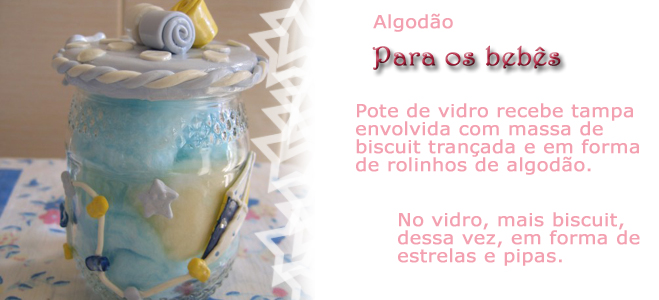 Algodão
Para os bebês
Pote de vidro recebe tampa
envolvida com massa de
biscuit trançada e em forma
de rolinhos de algodão.
No vidro, mais biscuit,
dessa vez, em forma de
estrelas e pipas.